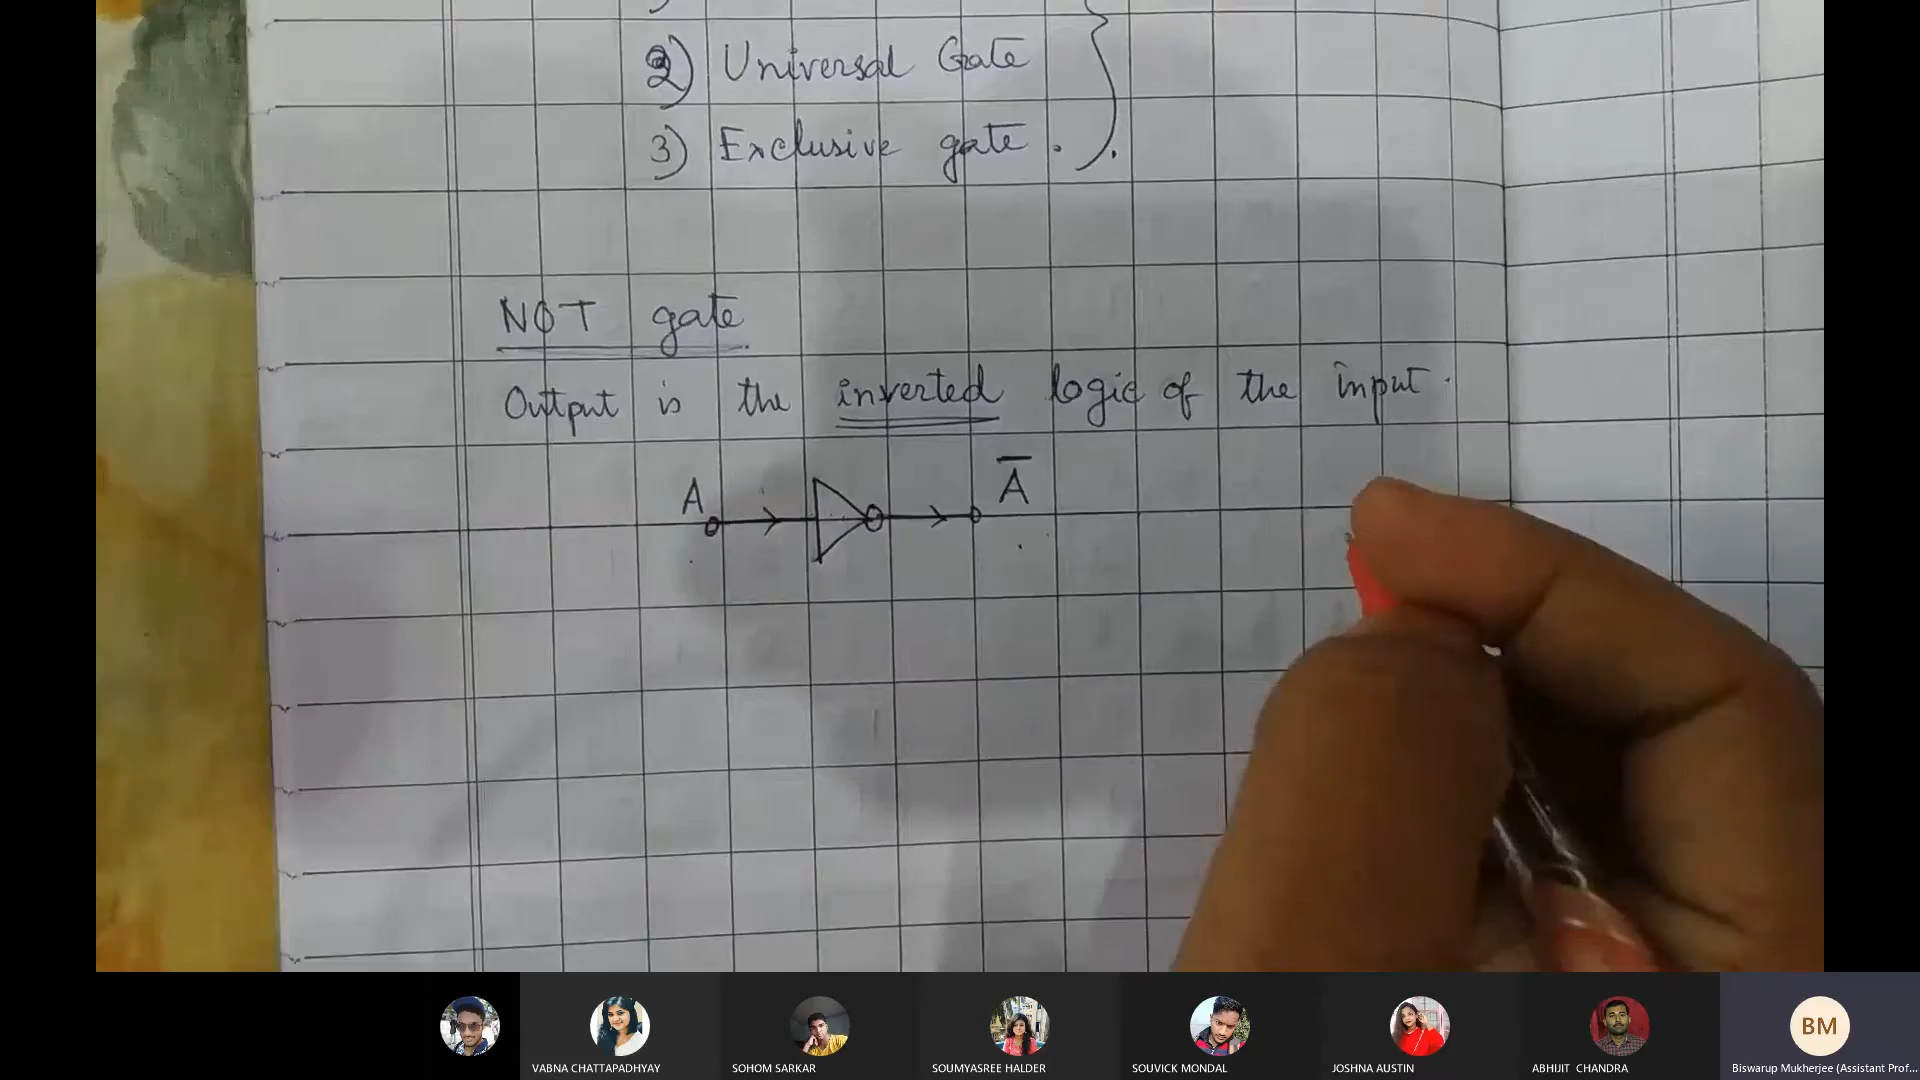 2) Universal Gate
3) Exclusive gate.
NOT gate
Output is the inverted logic of the input.
A
A̅
BM
VABNA CHATTAPADHYAY
SOHOM SARKAR
SOUMYASREE HALDER
SOUVICK MONDAL
JOSHNA AUSTIN
ABHIJIT CHANDRA
Biswarup Mukherjee (Assistant Prof...